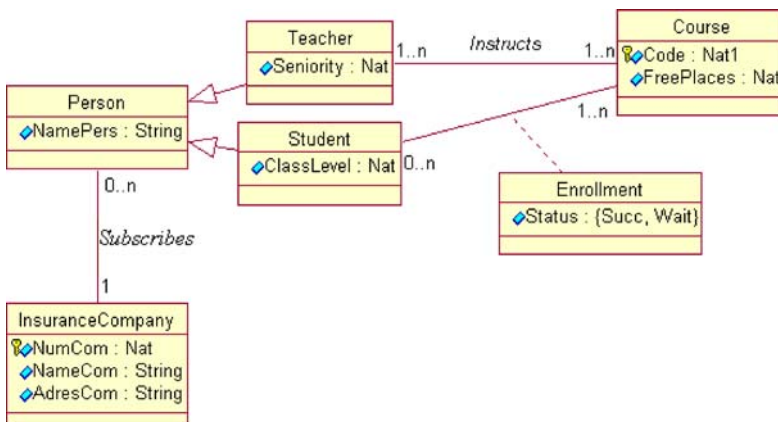 Teacher
Seniority : Nat
1..n
Instructs
1..n
Course
Code : Nat1
FreePlaces : Nat
1..n
Person
NamePers : String
Student
ClassLevel : Nat
0..n
Enrollment
Status : {Succ, Wait}
0..n
Subscribes
1
InsuranceCompany
NumCom : Nat
NameCom : String
AdresCom : String